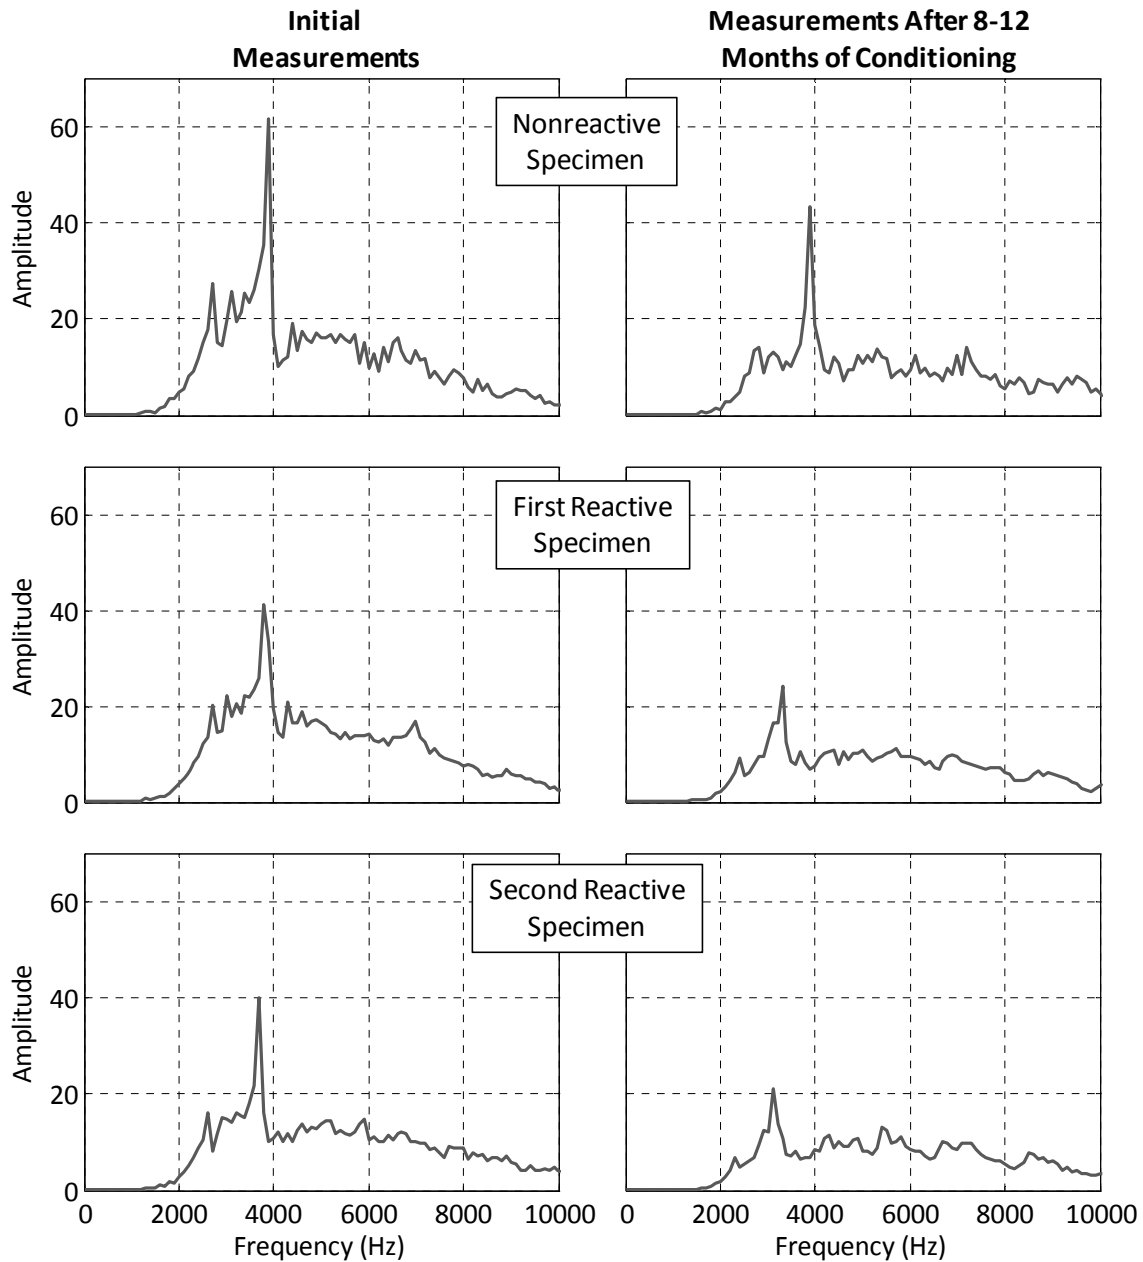 Initial
Measurements
Measurements After 8-12
Months of Conditioning
Nonreactive
Specimen
Amplitude
60
40
20
0
First Reactive
Specimen
Amplitude
60
40
20
0
Second Reactive
Specimen
Amplitude
60
40
20
0
0 2000 4000 6000 8000 10000
Frequency (Hz)
0 2000 4000 6000 8000 10000
Frequency (Hz)